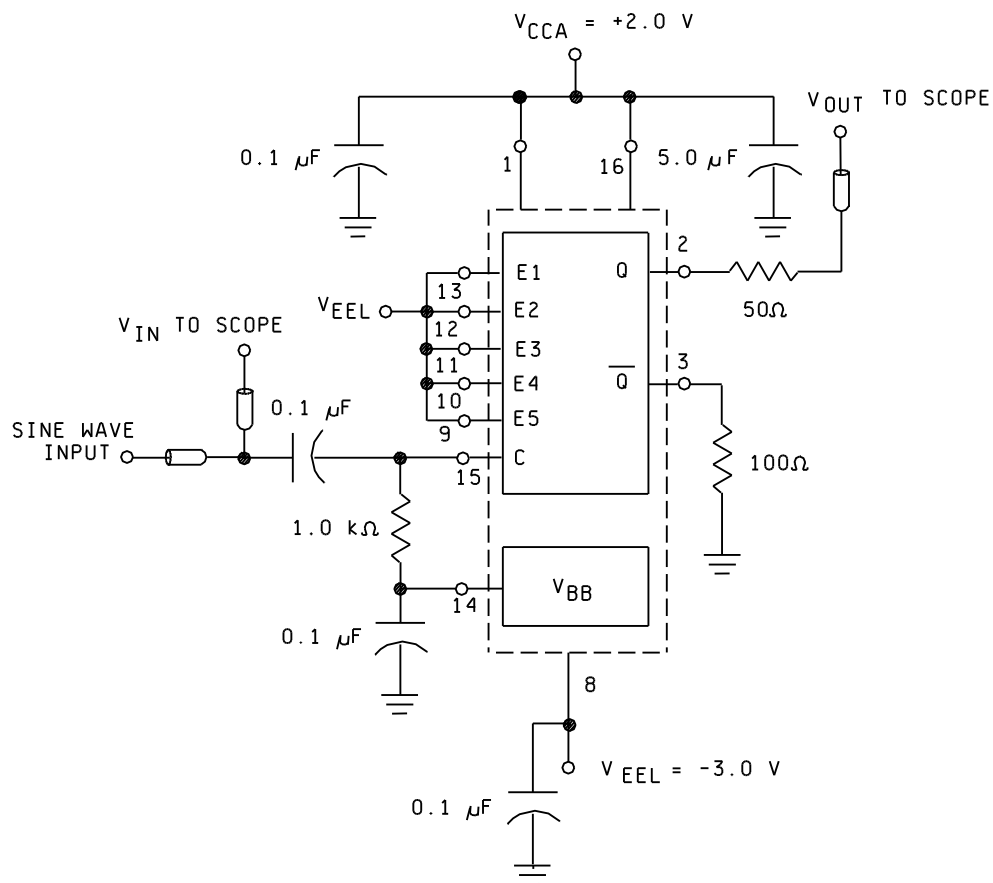 VCCA = +2.0 V
VOUT TO SCOPE
0.1 µF
1
16
5.0 µF
2
E1
Q
13
50Ω
VEEL
E2
12
VIN TO SCOPE
E3
11
3
E4
Q̅
10
0.1 µF
E5
9
SINE WAVE
INPUT
C
15
100Ω
1.0 kΩ
14
VBB
0.1 µF
8
VEEL = -3.0 V
0.1 µF